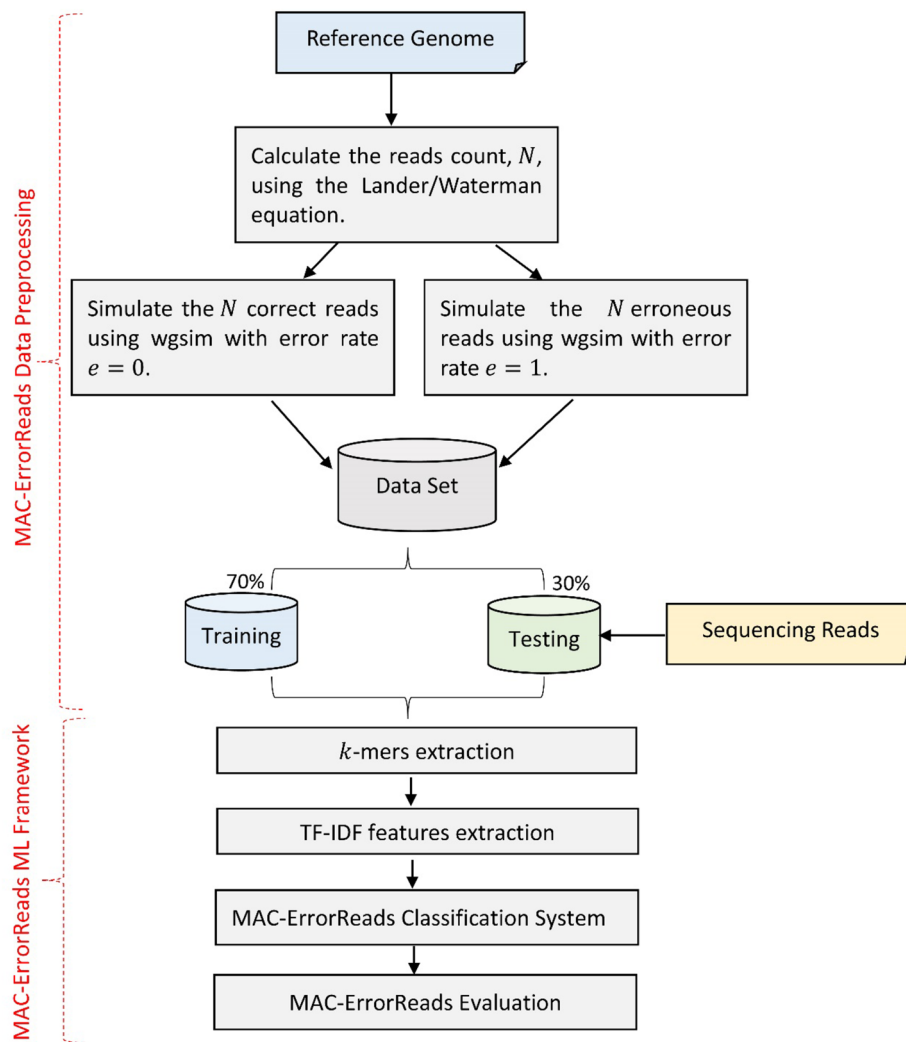 Reference Genome
Calculate the reads count, N,
using the Lander/Waterman
equation.
Simulate the N correct reads
using wgsim with error rate
e = 0.
Simulate the N erroneous
reads using wgsim with error
rate e = 1.
MAC-ErrorReads Data Preprocessing
Data Set
70%
30%
Training
Testing
Sequencing Reads
k-mers extraction
TF-IDF features extraction
MAC-ErrorReads Classification System
MAC-ErrorReads Evaluation
MAC-ErrorReads ML Framework